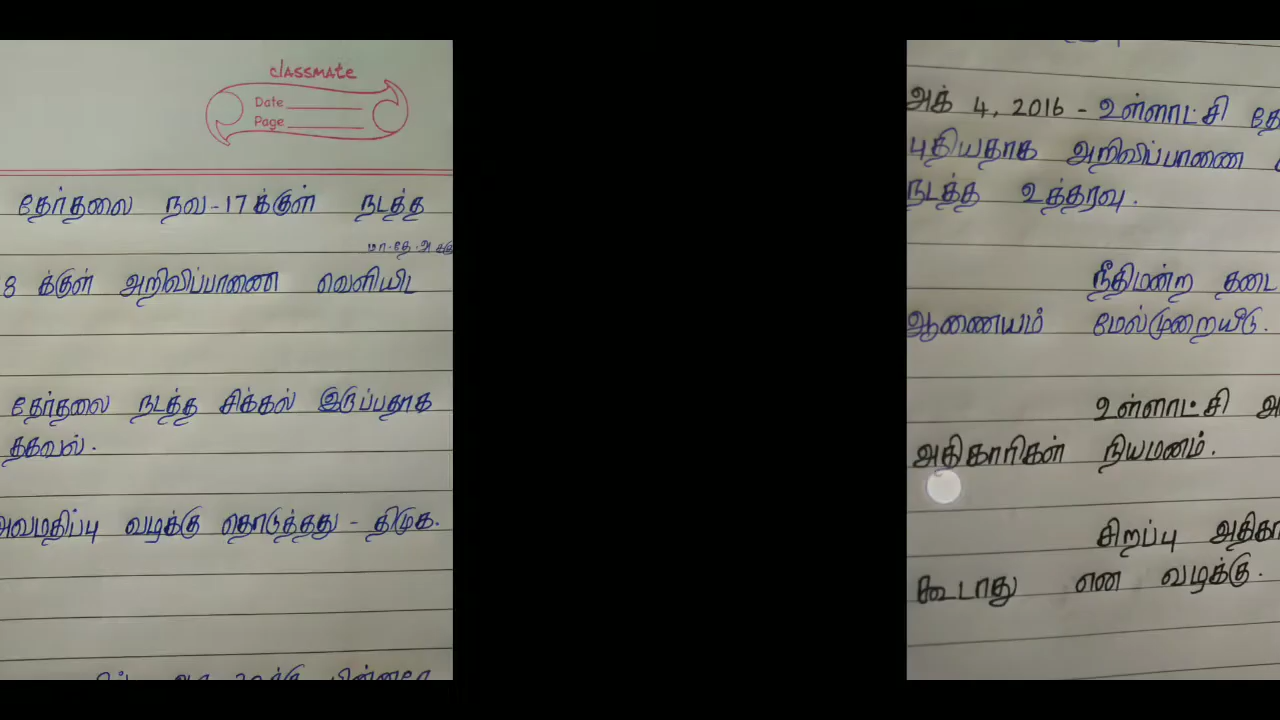 classmate
Date
Page
தேர்தலை நவ-17க்குள் நடத்த
மா.தே.அ
8 க்குள் அறிவிப்பாணை வெளியிட
தேர்தலை நடத்த சிக்கல் இருப்பதாக
தகவல்.
அவமதிப்பு வழக்கு தொடுத்தது - திமுக.
அக் 4, 2016 - உள்ளாட்சி தே
புதியதாக அறிவிப்பாணை
நடத்த உத்தரவு.
நீதிமன்ற தடை
ஆணையம் மேல்முறையீடு.
உள்ளாட்சி அ
அதிகாரிகள் நியமனம்.
சிறப்பு அதிகா
கூடாது என வழக்கு.